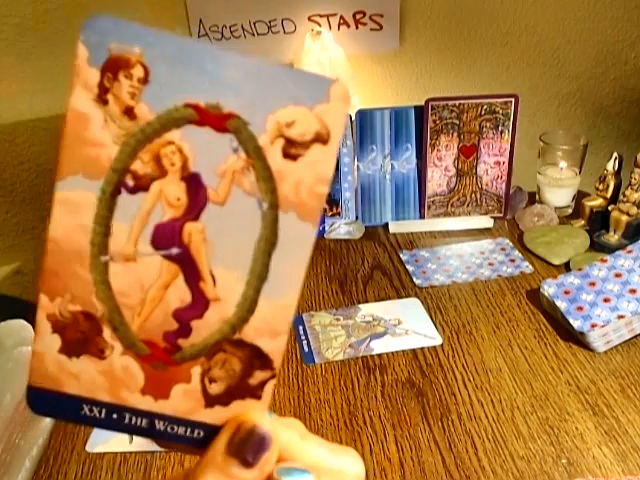 ASCENDED STARS
XXI • THE WORLD